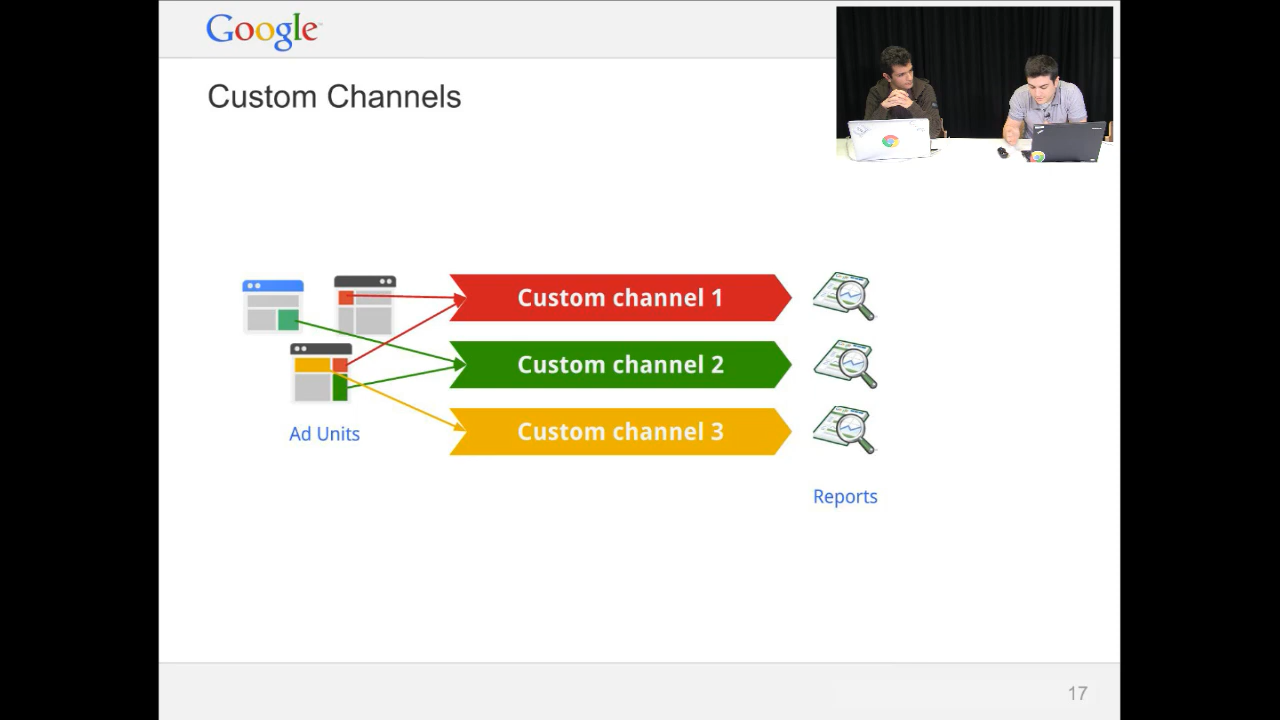 Google
Custom Channels
Custom channel 1
Custom channel 2
Custom channel 3
Ad Units
Reports
17